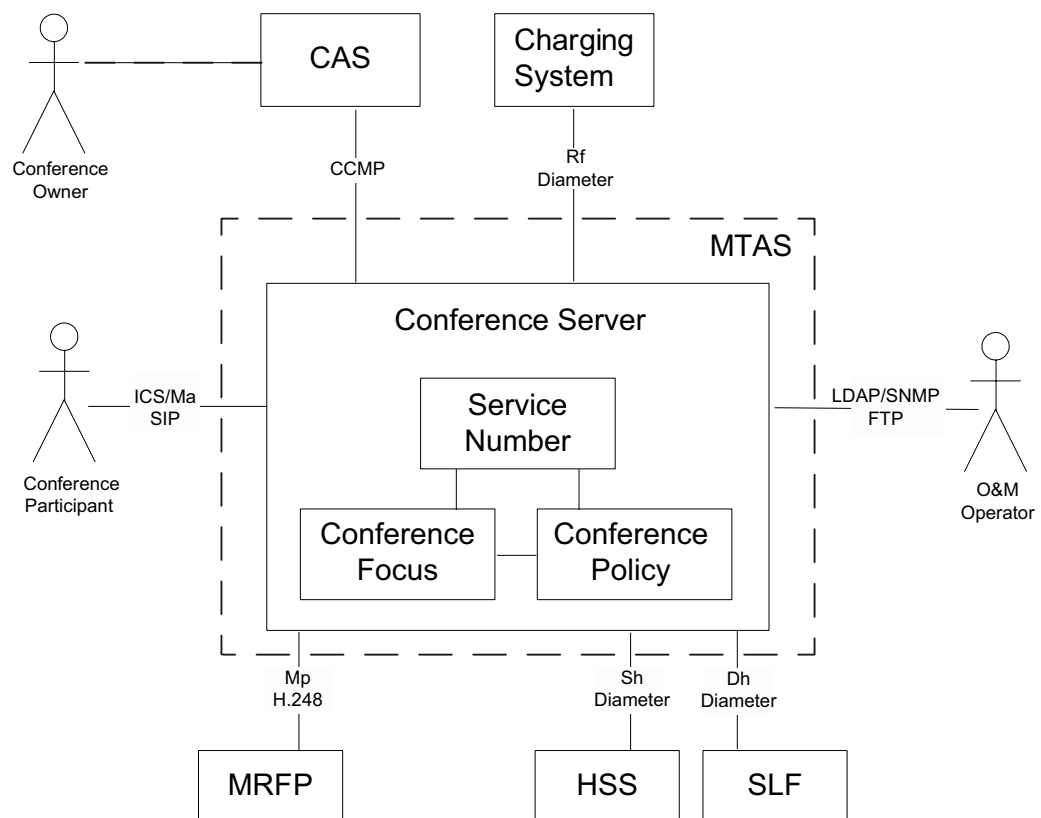 CAS
Charging
System
Conference
Owner
CCMP
Rf
Diameter
MTAS
Conference Server
ICS/Ma
SIP
LDAP/SNMP
FTP
Service
Number
Conference
Participant
O&M
Operator
Conference
Focus
Conference
Policy
Mp
H.248
Sh
Diameter
Dh
Diameter
MRFP
HSS
SLF